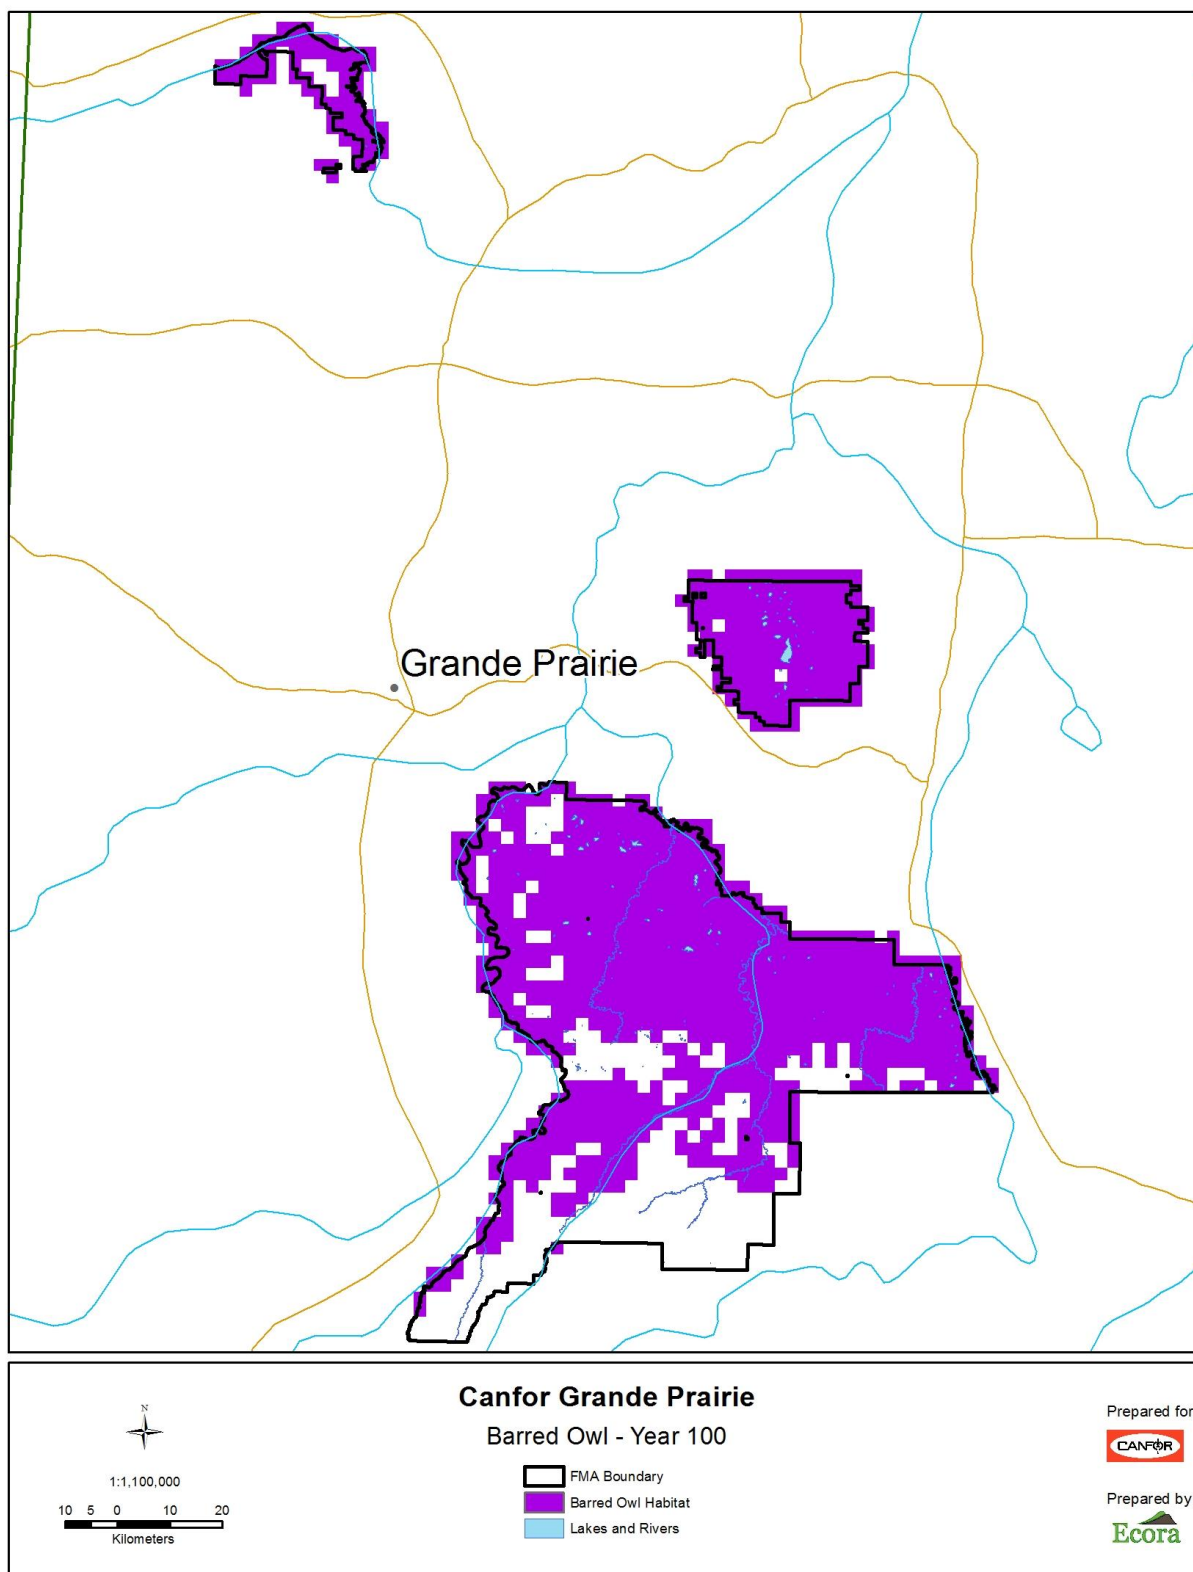 Grande Prairie
Canfor Grande Prairie
Barred Owl - Year 100
N
1:1,100,000
10 5 0 10 20
Kilometers
FMA Boundary
Barred Owl Habitat
Lakes and Rivers
Prepared for
CANFOR
Prepared by
Ecora